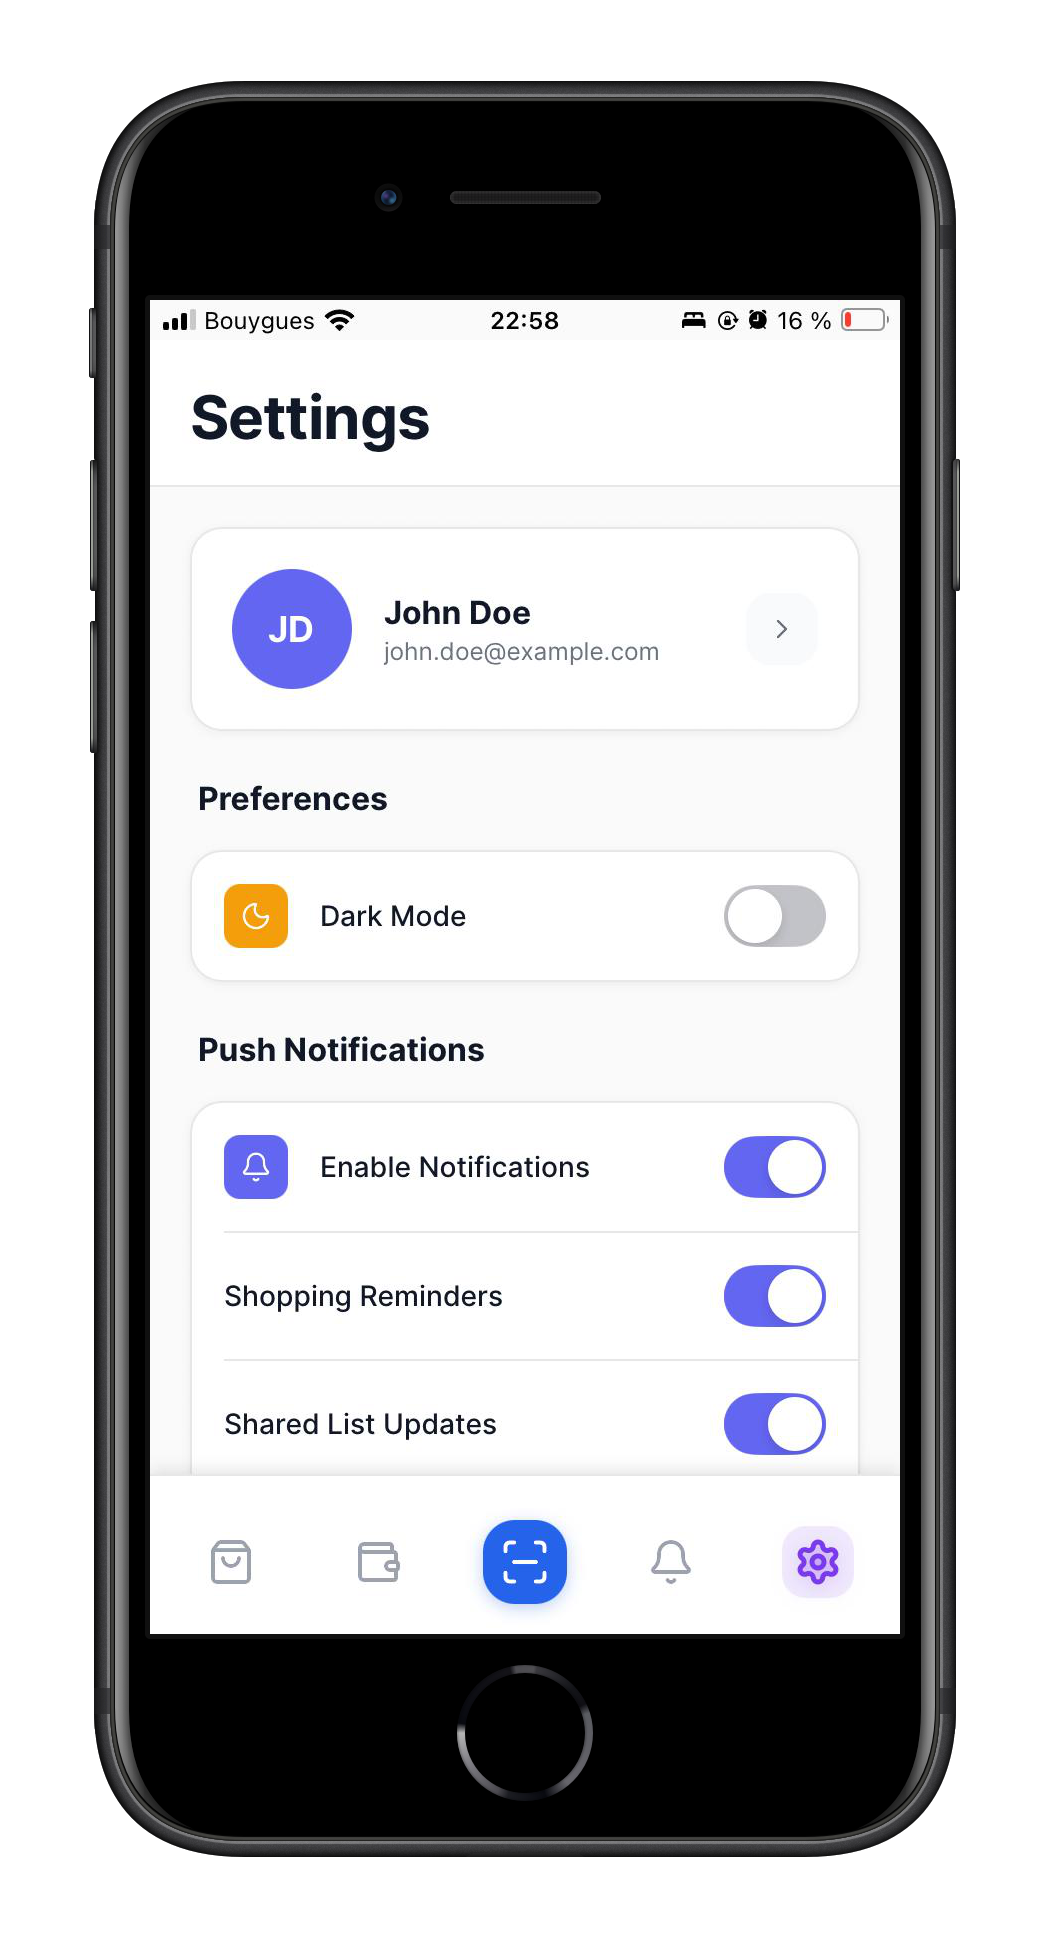 Bouygues 22:58 16 %
Settings
JD
John Doe
john.doe@example.com
Preferences
Dark Mode
Push Notifications
Enable Notifications
Shopping Reminders
Shared List Updates